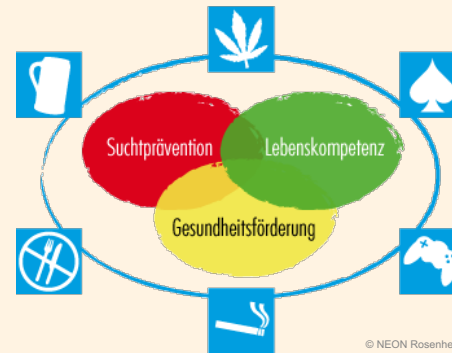 Suchtprävention
Lebenskompetenz
Gesundheitsförderung
© NEON Rosenhe